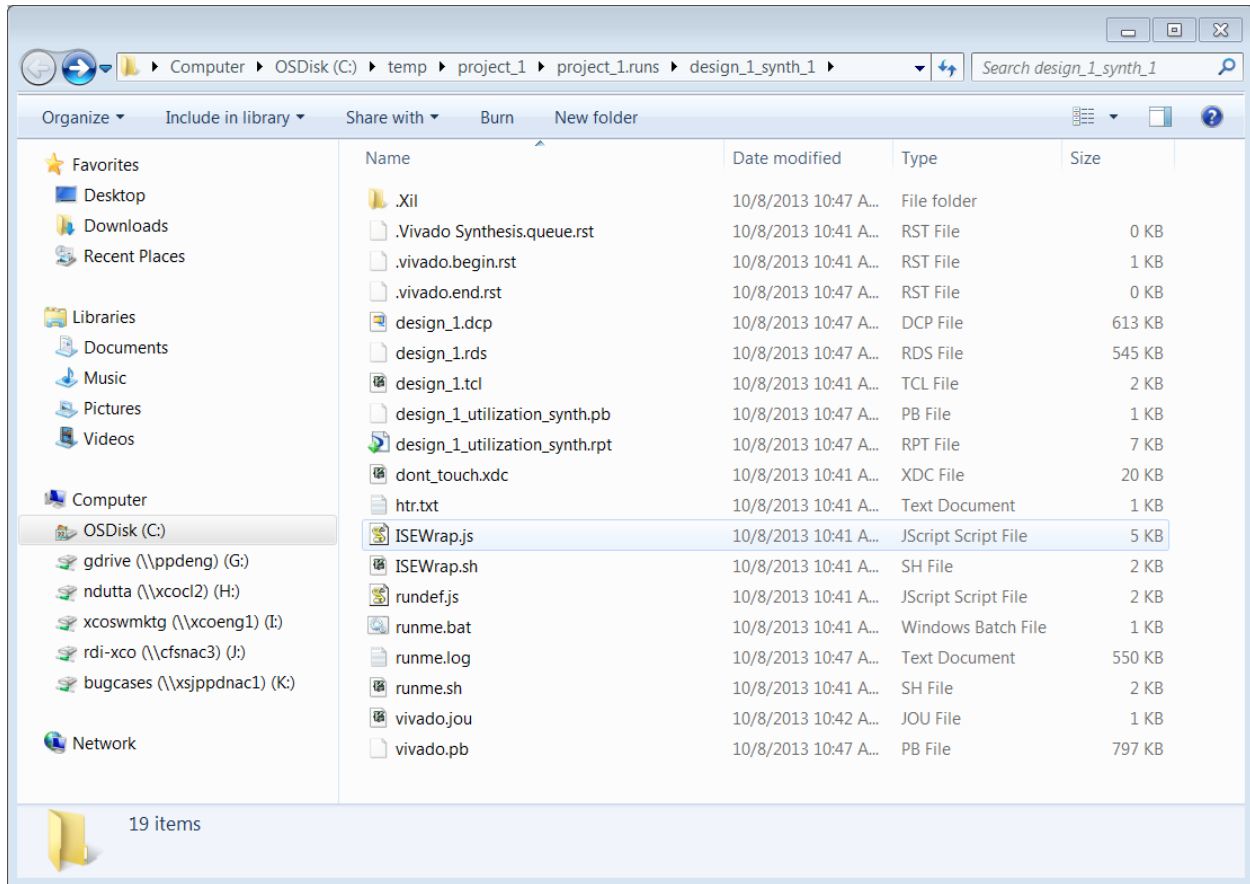 Computer OSDisk (C:) temp project_1 project_1.runs design_1_synth_1 Search design_1_synth_1
Organize Include in library Share with Burn New folder
Favorites
Desktop
Downloads
Recent Places
Libraries
Documents
Music
Pictures
Videos
Computer
OSDisk (C:)
gdrive (\\ppdeng) (G:)
ndutta (\\xcocl2) (H:)
xcoswmktg (\\xcoeng1) (I:)
rdi-xco (\\cfsnac3) (J:)
bugcases (\\xsjppdnac1) (K:)
Network
Name Date modified Type Size
.Xil 10/8/2013 10:47 A... File folder
.Vivado Synthesis.queue.rst 10/8/2013 10:41 A... RST File 0 KB
.vivado.begin.rst 10/8/2013 10:41 A... RST File 1 KB
.vivado.end.rst 10/8/2013 10:47 A... RST File 0 KB
design_1.dcp 10/8/2013 10:47 A... DCP File 613 KB
design_1.rds 10/8/2013 10:47 A... RDS File 545 KB
design_1.tcl 10/8/2013 10:41 A... TCL File 2 KB
design_1_utilization_synth.pb 10/8/2013 10:47 A... PB File 1 KB
design_1_utilization_synth.rpt 10/8/2013 10:47 A... RPT File 7 KB
dont_touch.xdc 10/8/2013 10:41 A... XDC File 20 KB
htr.txt 10/8/2013 10:41 A... Text Document 1 KB
ISEWrap.js 10/8/2013 10:41 A... JScript Script File 5 KB
ISEWrap.sh 10/8/2013 10:41 A... SH File 2 KB
rundef.js 10/8/2013 10:41 A... JScript Script File 2 KB
runme.bat 10/8/2013 10:41 A... Windows Batch File 1 KB
runme.log 10/8/2013 10:47 A... Text Document 550 KB
runme.sh 10/8/2013 10:41 A... SH File 2 KB
vivado.jou 10/8/2013 10:42 A... JOU File 1 KB
vivado.pb 10/8/2013 10:47 A... PB File 797 KB
19 items